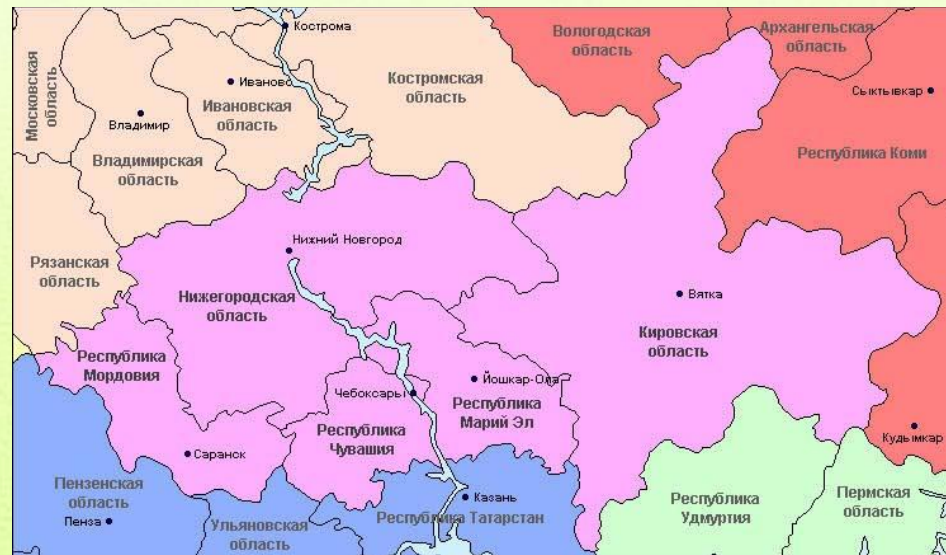 Кострома
Вологодская
область
Архангельская
область
Московская
область
Иваново
Ивановская
область
Костромская
область
Сыктывкар
Владимир
Владимирская
область
Республика Коми
Рязанская
область
Нижний Новгород
Нижегородская
область
Вятка
Кировская
область
Республика
Мордовия
Йошкар-Ола
Чебоксары
Республика
Марий Эл
Республика
Чувашия
Кудымкар
Саранск
Пензенская
область
Пенза
Казань
Республика Татарстан
Ульяновская
область
Республика
Удмуртия
Пермская
область